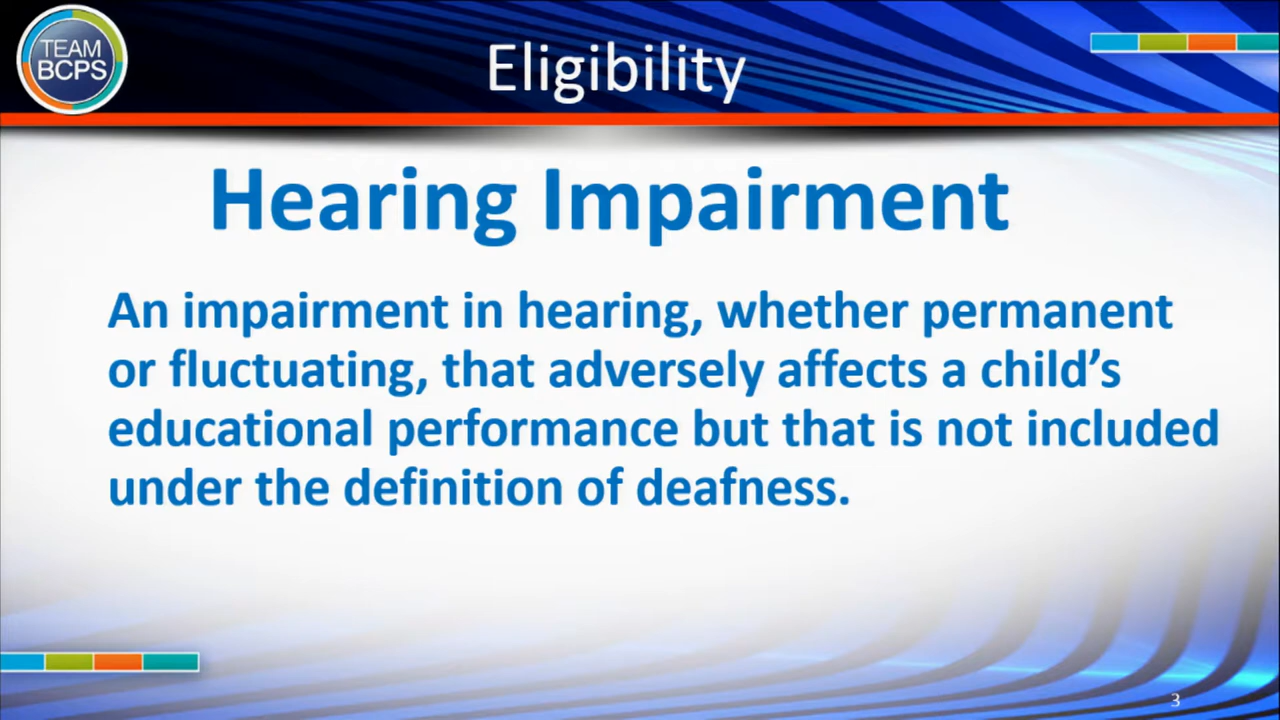 TEAM
BCPS
Eligibility
Hearing Impairment
An impairment in hearing, whether permanent
or fluctuating, that adversely affects a child’s
educational performance but that is not included
under the definition of deafness.
3